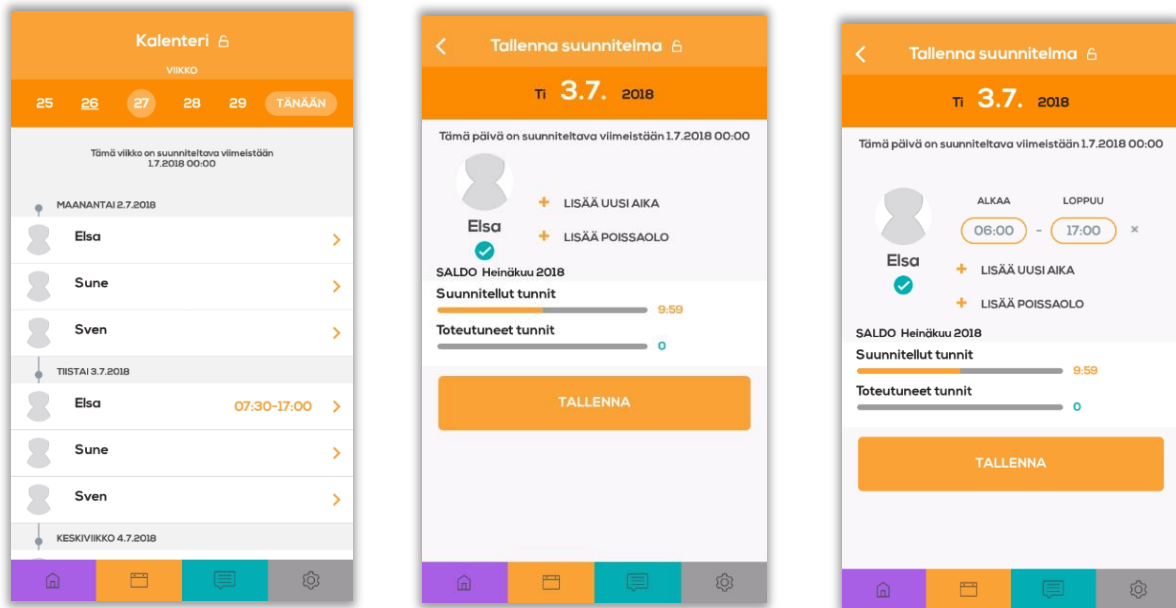 Kalenteri
VIIKKO
25 26 27 28 29 TÄNÄÄN
Tämä viikko on suunniteltava viimeistään
1.7.2018 00:00
MAANANTAI 2.7.2018
Elsa
Sune
Sven
TIISTAI 3.7.2018
Elsa 07:30-17:00
Sune
Sven
KESKIVIIKKO 4.7.2018
Tallenna suunnitelma
Ti 3.7. 2018
Tämä päivä on suunniteltava viimeistään 1.7.2018 00:00
+ LISÄÄ UUSI AIKA
Elsa
+ LISÄÄ POISSAOLO
SALDO Heinäkuu 2018
Suunnitellut tunnit
9:59
Toteutuneet tunnit
0
TALLENNA
Tallenna suunnitelma
Ti 3.7. 2018
Tämä päivä on suunniteltava viimeistään 1.7.2018 00:00
ALKAA LOPPUU
06:00 - 17:00 ×
Elsa
+ LISÄÄ UUSI AIKA
+ LISÄÄ POISSAOLO
SALDO Heinäkuu 2018
Suunnitellut tunnit
9:59
Toteutuneet tunnit
0
TALLENNA